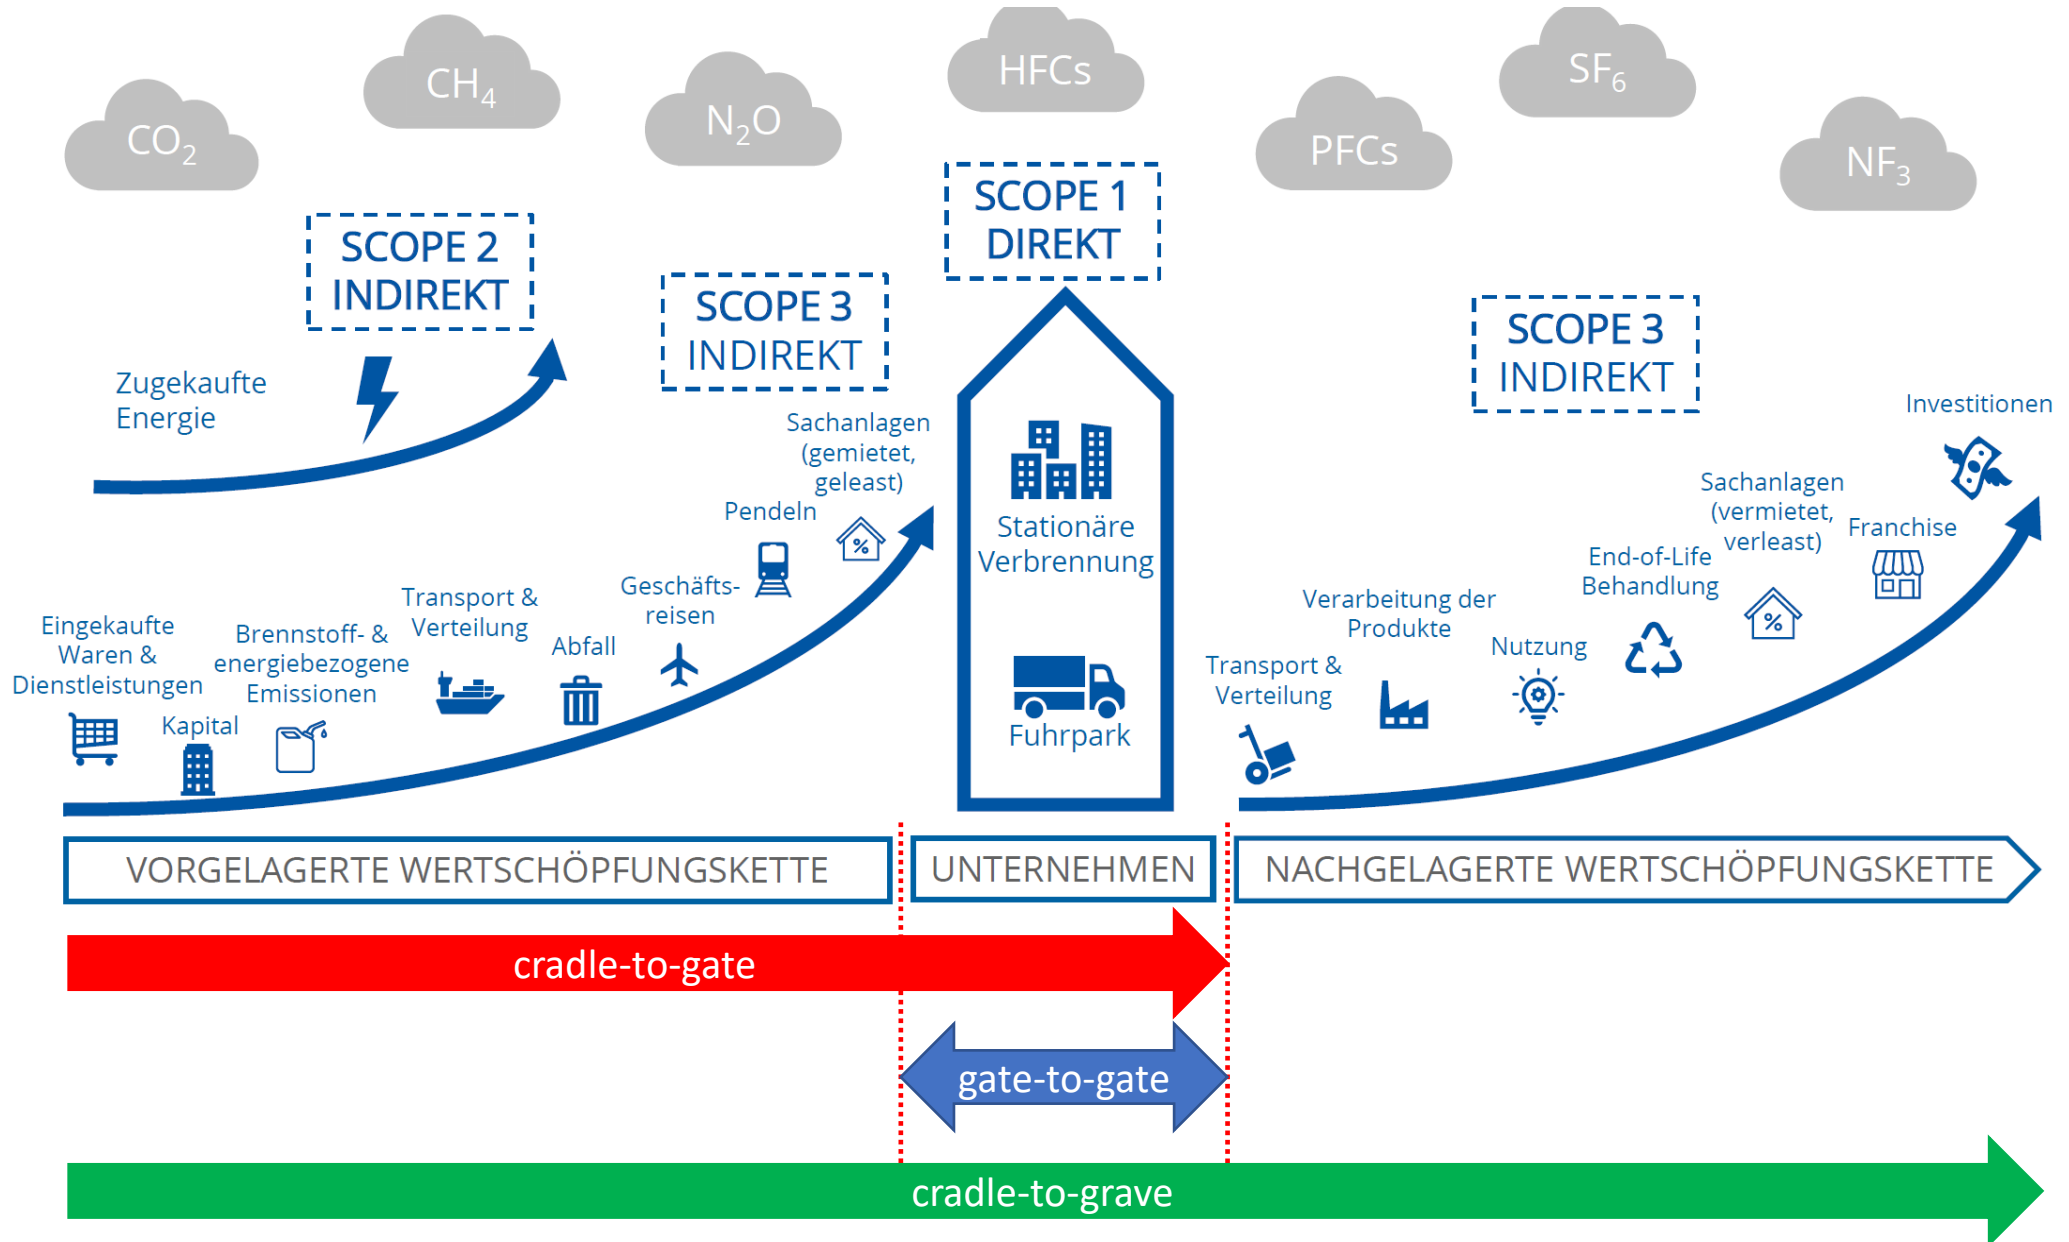 CO₂
CH₄
N₂O
HFCs
PFCs
SF₆
NF₃
SCOPE 2
INDIREKT
SCOPE 3
INDIREKT
SCOPE 1
DIREKT
SCOPE 3
INDIREKT
Zugekaufte
Energie
Eingekaufte
Waren &
Dienstleistungen
Kapital
Brennstoff- &
energiebezogene
Emissionen
Transport &
Verteilung
Abfall
Geschäfts-
reisen
Pendeln
Sachanlagen
(gemietet,
geleast)
%
Stationäre
Verbrennung
Fuhrpark
Transport &
Verteilung
Verarbeitung der
Produkte
Nutzung
End-of-Life
Behandlung
Sachanlagen
(vermietet,
verleast)
%
Franchise
Investitionen
VORGELAGERTE WERTSCHÖPFUNGSKETTE
UNTERNEHMEN
NACHGELAGERTE WERTSCHÖPFUNGSKETTE
cradle-to-gate
gate-to-gate
cradle-to-grave